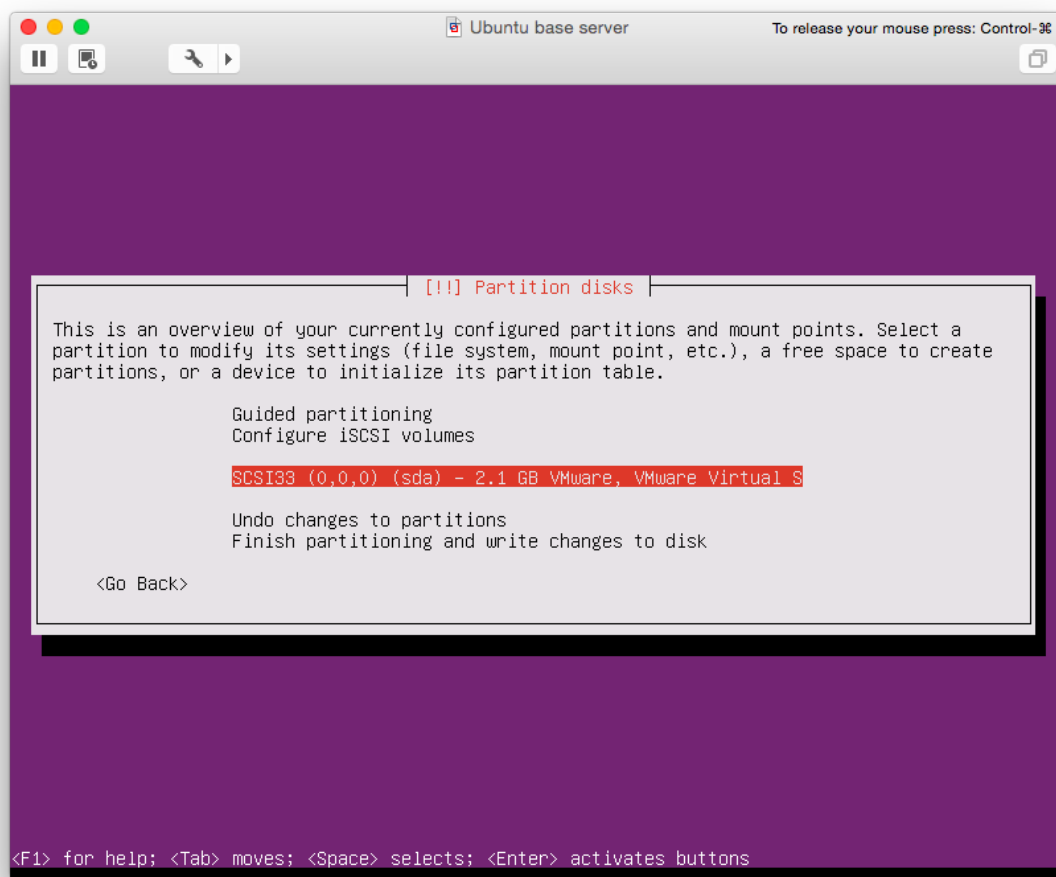 Ubuntu base server
To release your mouse press: Control-⌘
[!!] Partition disks
This is an overview of your currently configured partitions and mount points. Select a
partition to modify its settings (file system, mount point, etc.), a free space to create
partitions, or a device to initialize its partition table.
Guided partitioning
Configure iSCSI volumes
SCSI33 (0,0,0) (sda) - 2.1 GB VMware, VMware Virtual S
Undo changes to partitions
Finish partitioning and write changes to disk
<Go Back>
<F1> for help; <Tab> moves; <Space> selects; <Enter> activates buttons